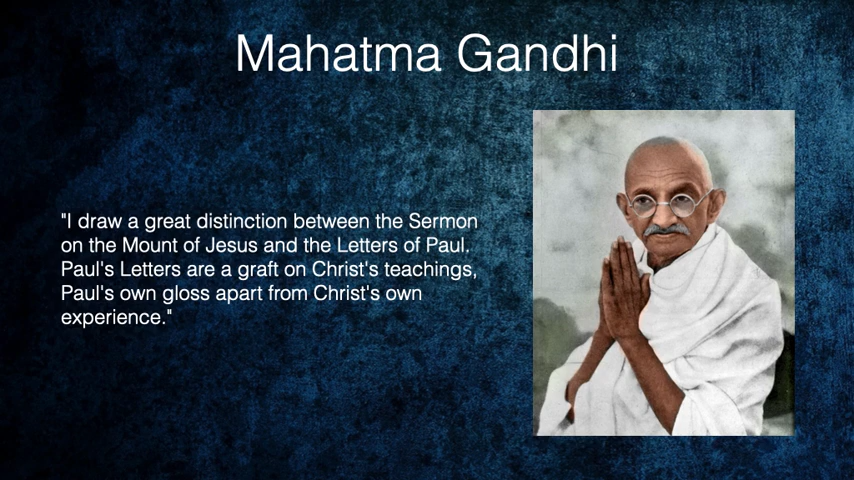 Mahatma Gandhi
"I draw a great distinction between the Sermon
on the Mount of Jesus and the Letters of Paul.
Paul's Letters are a graft on Christ's teachings,
Paul's own gloss apart from Christ's own
experience."